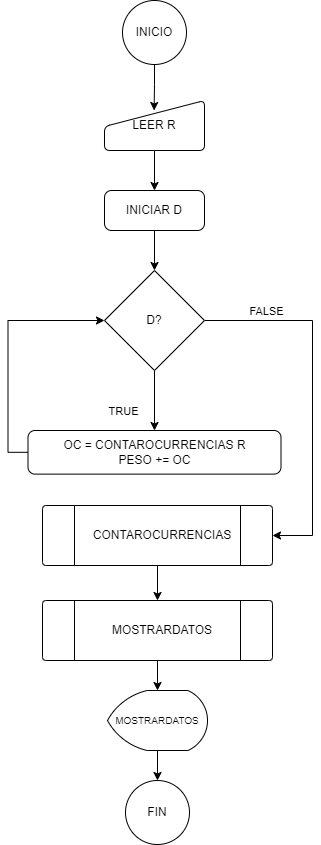 INICIO
LEER R
INICIAR D
D?
FALSE
TRUE
OC = CONTAROCURRENCIAS R
PESO += OC
CONTAROCURRENCIAS
MOSTRARDATOS
MOSTRARDATOS
FIN